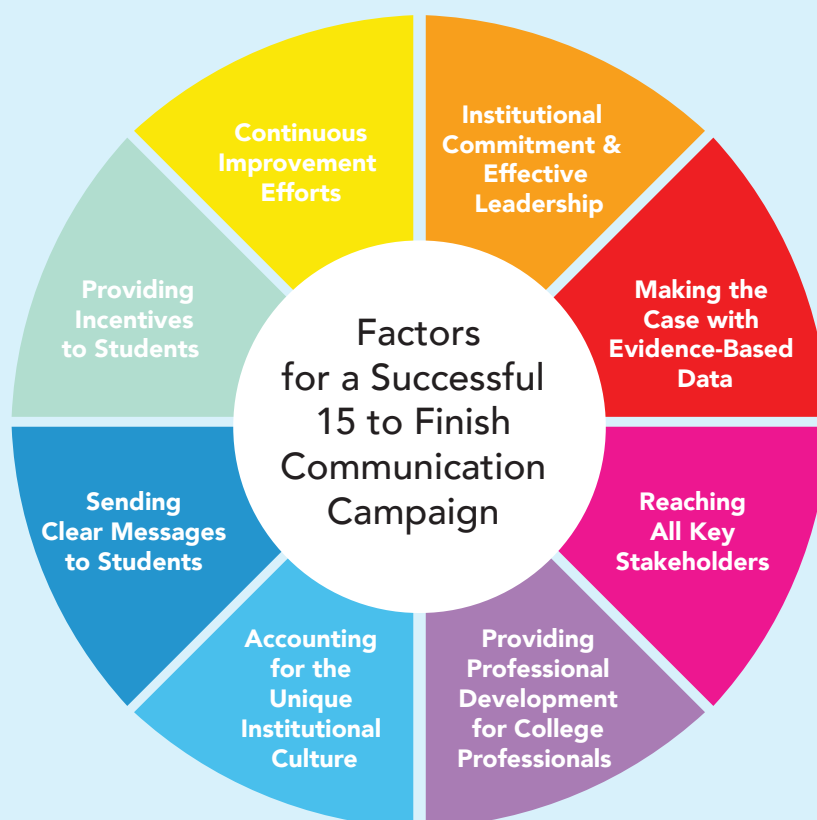 Factors
for a Successful
15 to Finish
Communication
Campaign
Institutional
Commitment &
Effective
Leadership
Making the
Case with
Evidence-Based
Data
Reaching
All Key
Stakeholders
Providing
Professional
Development
for College
Professionals
Accounting
for the
Unique
Institutional
Culture
Sending
Clear Messages
to Students
Providing
Incentives
to Students
Continuous
Improvement
Efforts